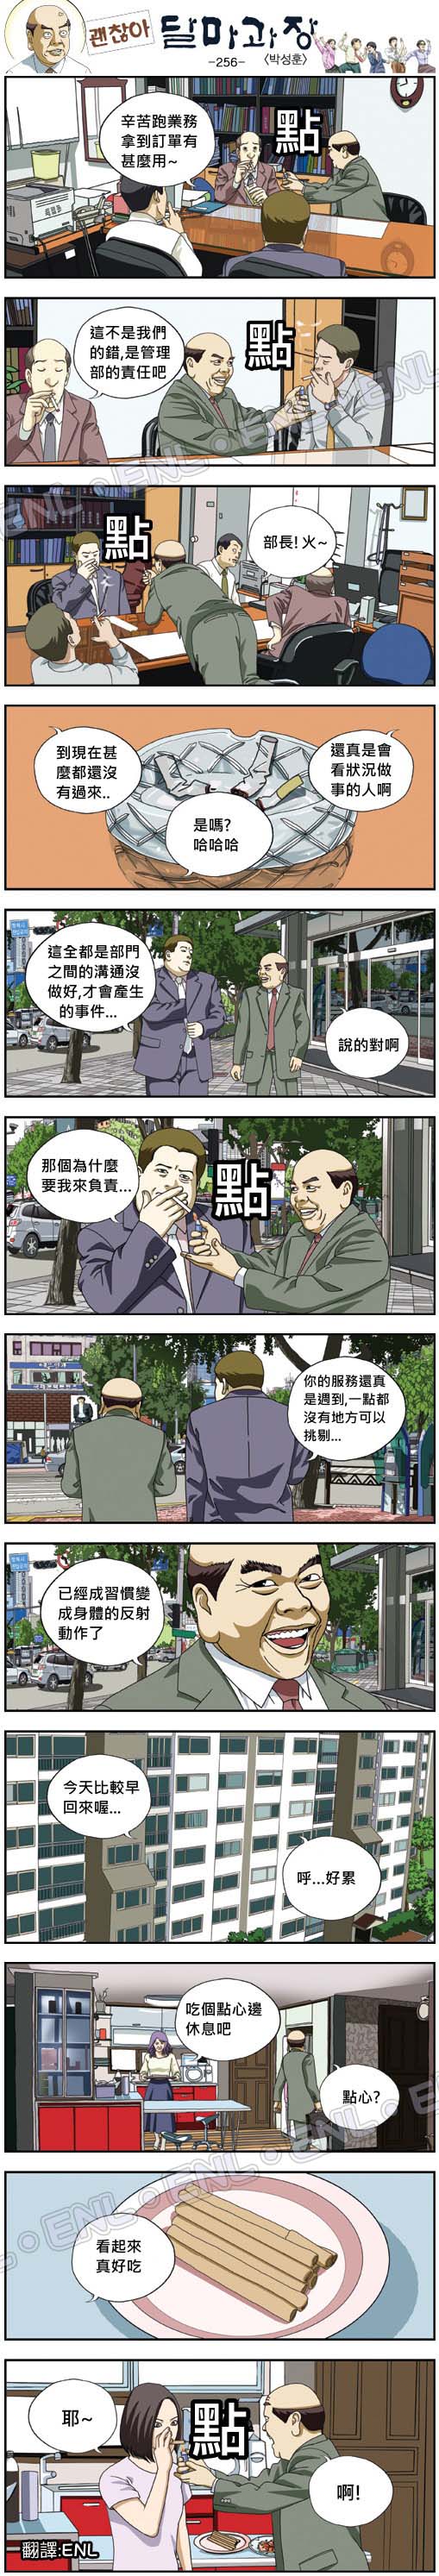 괜찮아
달마과장
-256-
〈박성훈〉
辛苦跑業務
拿到訂單有
甚麼用~
點
這不是我們
的錯,是管理
部的責任吧
點
點
部長! 火~
到現在甚
麼都還沒
有過來..
還真是會
看狀況做
事的人啊
是嗎?
哈哈哈
這全都是部門
之間的溝通沒
做好,才會產生
的事件...
說的對啊
那個為什麼
要我來負責...
點
你的服務還真
是週到,一點都
沒有地方可以
挑剔...
已經成習慣變
成身體的反射
動作了
今天比較早
回來喔...
呼...好累
吃個點心邊
休息吧
點心?
看起來
真好吃
耶~
點
啊!
翻譯:ENL